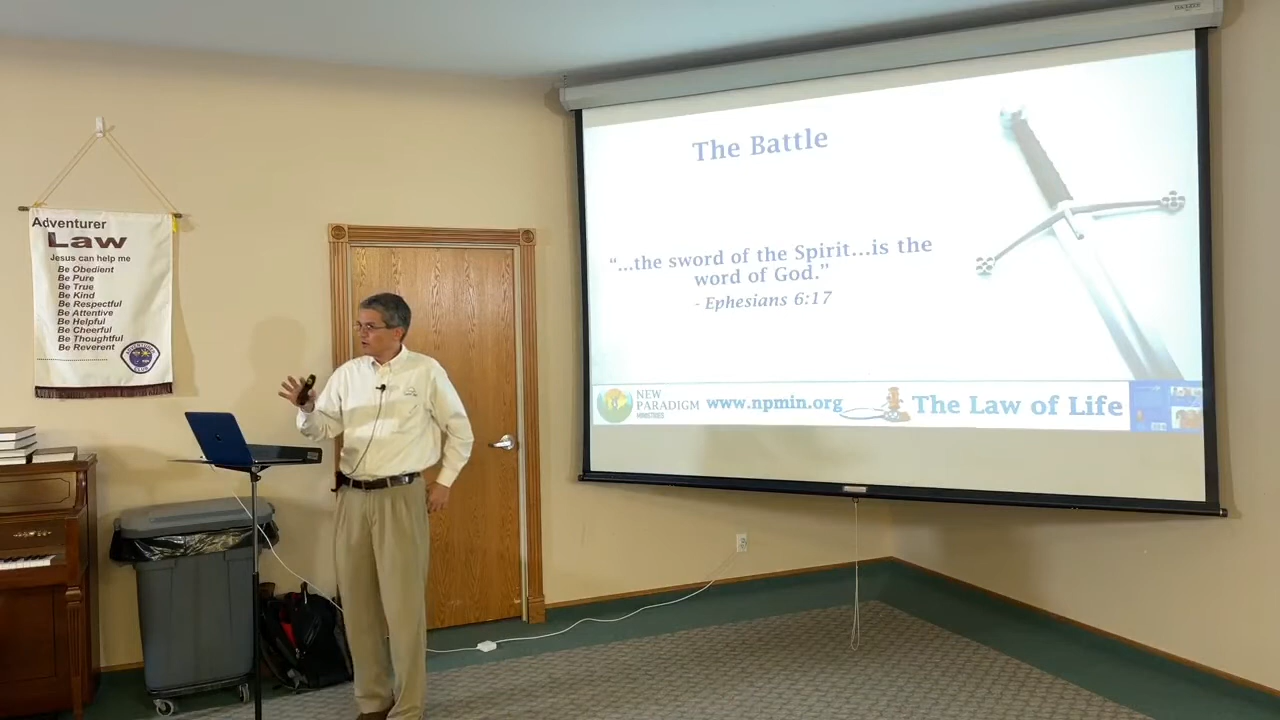 Adventurer
Law
Jesus can help me
Be Obedient
Be Pure
Be True
Be Kind
Be Respectful
Be Attentive
Be Helpful
Be Cheerful
Be Thoughtful
Be Reverent
The Battle
"...the sword of the Spirit...is the
word of God."
- Ephesians 6:17
NEW
PARADIGM
MINISTRIES
www.npmin.org
The Law of Life